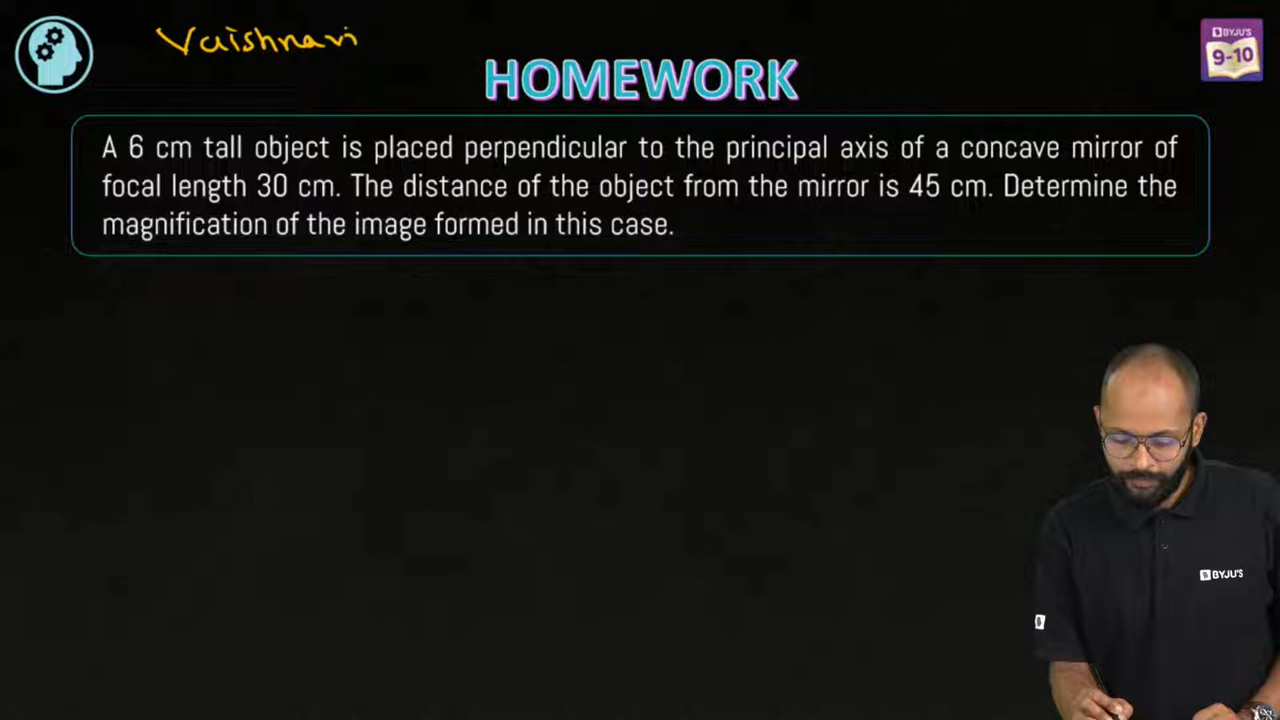 Vaishnavi
BYJU'S
9-10
HOMEWORK
A 6 cm tall object is placed perpendicular to the principal axis of a concave mirror of
focal length 30 cm. The distance of the object from the mirror is 45 cm. Determine the
magnification of the image formed in this case.
BYJU'S